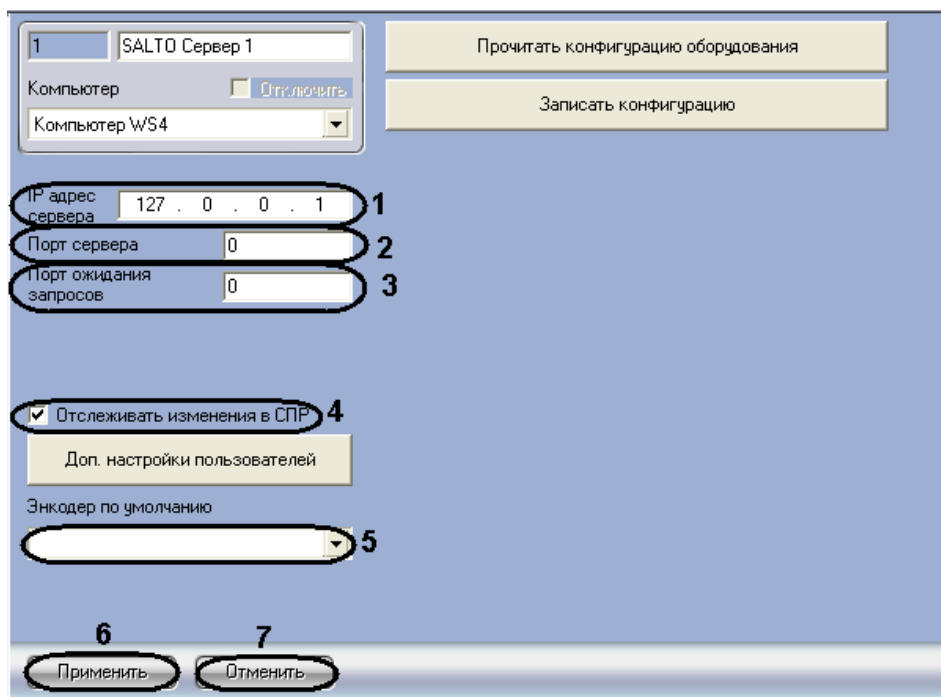 1 SALTO Сервер 1
Прочитать конфигурацию оборудования
Компьютер Отключить
Записать конфигурацию
Компьютер WS4
IP адрес
сервера 127 . 0 . 0 . 1 1
Порт сервера 0 2
Порт ожидания
запросов 0 3
Отслеживать изменения в СПР 4
Доп. настройки пользователей
Энкодер по умолчанию
5
6 7
Применить Отменить